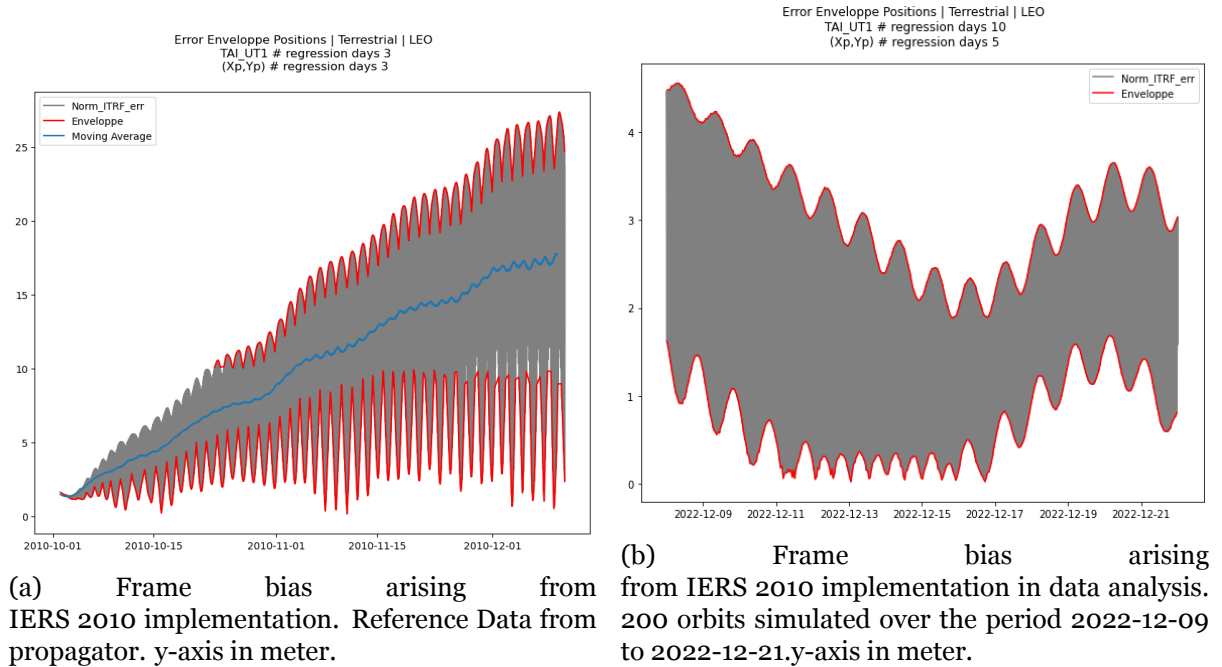 Error Enveloppe Positions | Terrestrial | LEO
TAI_UT1 # regression days 3
(Xp,Yp) # regression days 3
Norm_ITRF_err
Enveloppe
Moving Average
25
20
15
10
5
0
2010-10-01
2010-10-15
2010-11-01
2010-11-15
2010-12-01
(a) Frame bias arising from
IERS 2010 implementation. Reference Data from
propagator. y-axis in meter.
Error Enveloppe Positions | Terrestrial | LEO
TAI_UT1 # regression days 10
(Xp,Yp) # regression days 5
Norm_ITRF_err
Enveloppe
4
3
2
1
0
2022-12-09
2022-12-11
2022-12-13
2022-12-15
2022-12-17
2022-12-19
2022-12-21
(b) Frame bias arising
from IERS 2010 implementation in data analysis.
200 orbits simulated over the period 2022-12-09
to 2022-12-21.y-axis in meter.